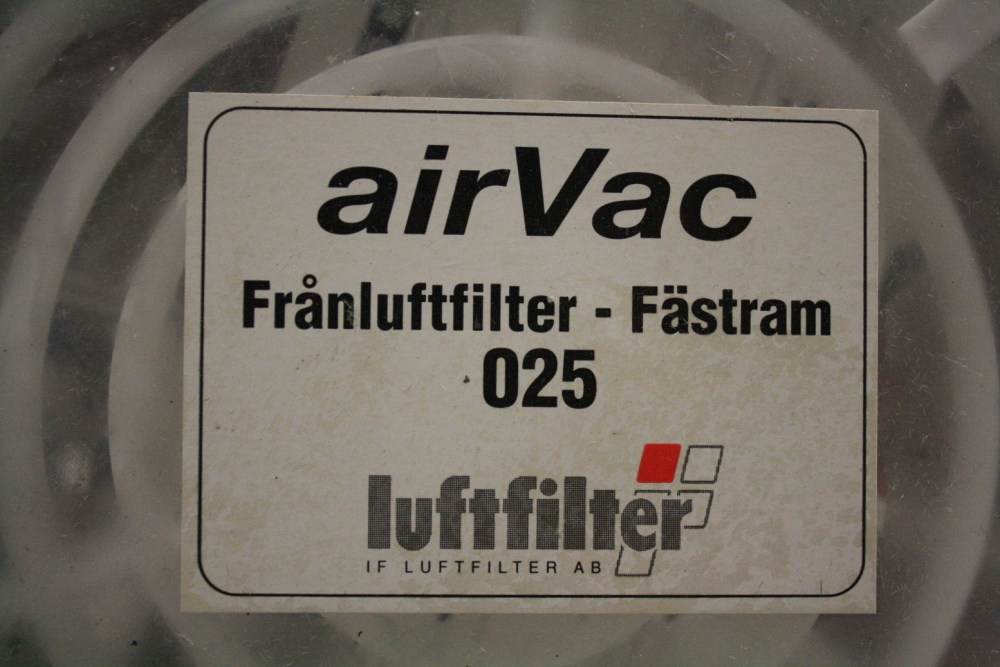 airVac
Frånluftfilter - Fästram
025
luftfilter
IF LUFTFILTER AB